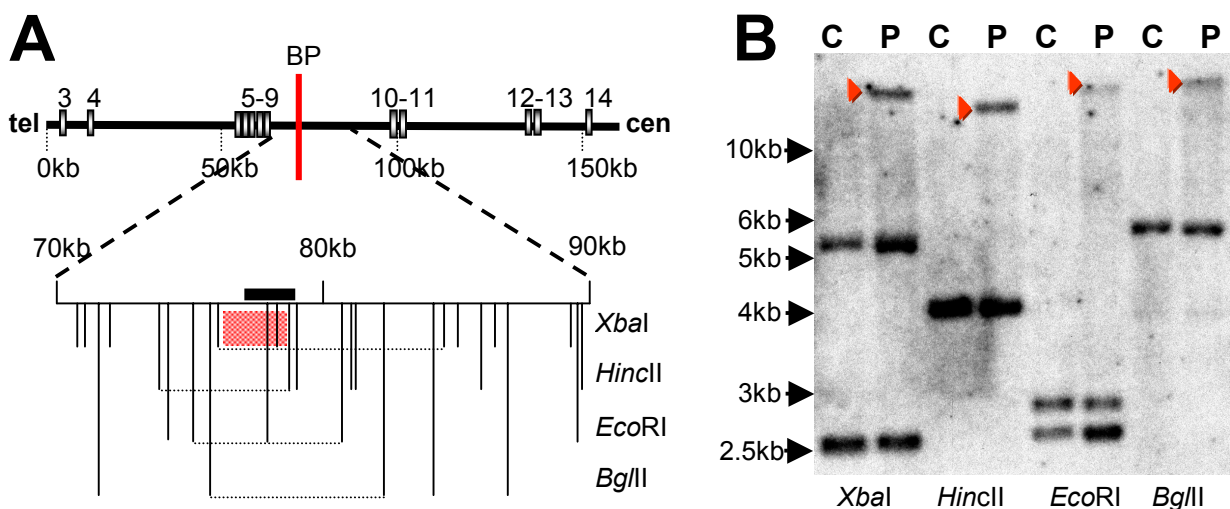 A
BP
3 4 5-9 10-11 12-13 14
tel cen
0kb 50kb 100kb 150kb
70kb 80kb 90kb
XbaI
HincII
EcoRI
BglII
B
C P C P C P C P
10kb
6kb
5kb
4kb
3kb
2.5kb
XbaI HincII EcoRI BglII